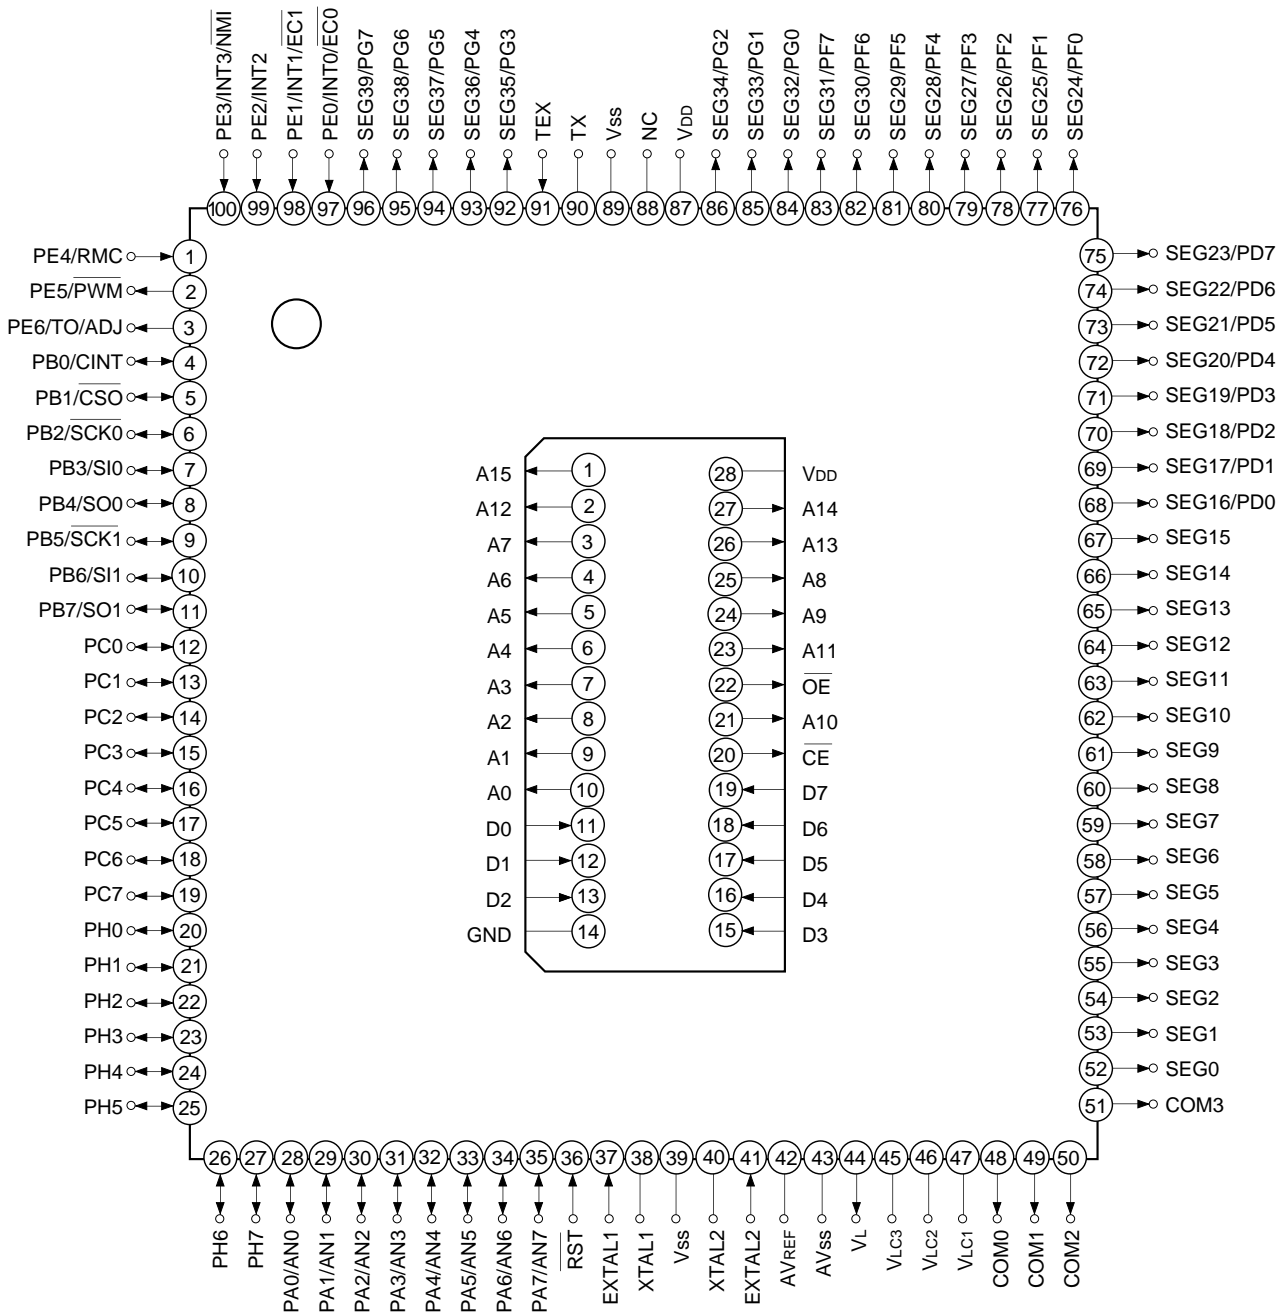 PE3/INT3/NMI
PE2/INT2
PE1/INT1/EC1
PE0/INT0/EC0
SEG39/PG7
SEG38/PG6
SEG37/PG5
SEG36/PG4
SEG35/PG3
TEX
TX
Vss
NC
VDD
SEG34/PG2
SEG33/PG1
SEG32/PG0
SEG31/PF7
SEG30/PF6
SEG29/PF5
SEG28/PF4
SEG27/PF3
SEG26/PF2
SEG25/PF1
SEG24/PF0
100 99 98 97 96 95 94 93 92 91 90 89 88 87 86 85 84 83 82 81 80 79 78 77 76
PE4/RMC 1
PE5/PWM 2
PE6/TO/ADJ 3
PB0/CINT 4
PB1/CSO 5
PB2/SCK0 6
PB3/SI0 7
PB4/SO0 8
PB5/SCK1 9
PB6/SI1 10
PB7/SO1 11
PC0 12
PC1 13
PC2 14
PC3 15
PC4 16
PC5 17
PC6 18
PC7 19
PH0 20
PH1 21
PH2 22
PH3 23
PH4 24
PH5 25
A15 1
A12 2
A7 3
A6 4
A5 5
A4 6
A3 7
A2 8
A1 9
A0 10
D0 11
D1 12
D2 13
GND 14
28 VDD
27 A14
26 A13
25 A8
24 A9
23 A11
22 OE
21 A10
20 CE
19 D7
18 D6
17 D5
16 D4
15 D3
75 SEG23/PD7
74 SEG22/PD6
73 SEG21/PD5
72 SEG20/PD4
71 SEG19/PD3
70 SEG18/PD2
69 SEG17/PD1
68 SEG16/PD0
67 SEG15
66 SEG14
65 SEG13
64 SEG12
63 SEG11
62 SEG10
61 SEG9
60 SEG8
59 SEG7
58 SEG6
57 SEG5
56 SEG4
55 SEG3
54 SEG2
53 SEG1
52 SEG0
51 COM3
26 27 28 29 30 31 32 33 34 35 36 37 38 39 40 41 42 43 44 45 46 47 48 49 50
PH6
PH7
PA0/AN0
PA1/AN1
PA2/AN2
PA3/AN3
PA4/AN4
PA5/AN5
PA6/AN6
PA7/AN7
RST
EXTAL1
XTAL1
Vss
XTAL2
EXTAL2
AVREF
AVss
VL
VLC3
VLC2
VLC1
COM0
COM1
COM2